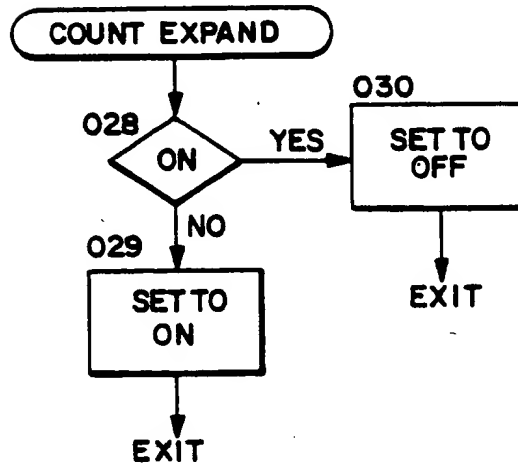 COUNT EXPAND
028
ON
YES
030
SET TO
OFF
EXIT
NO
029
SET TO
ON
EXIT